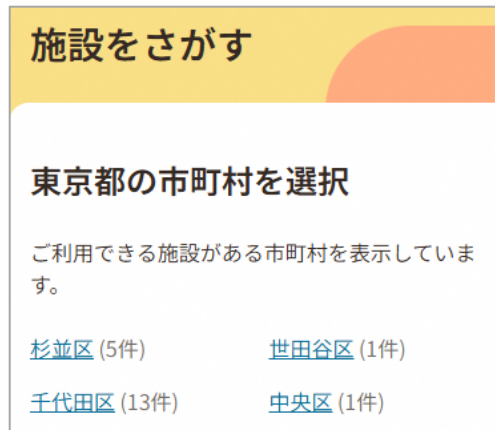 施設をさがす
東京都の市町村を選択
ご利用できる施設がある市町村を表示していま
す。
杉並区 (5件) 世田谷区 (1件)
千代田区 (13件) 中央区 (1件)